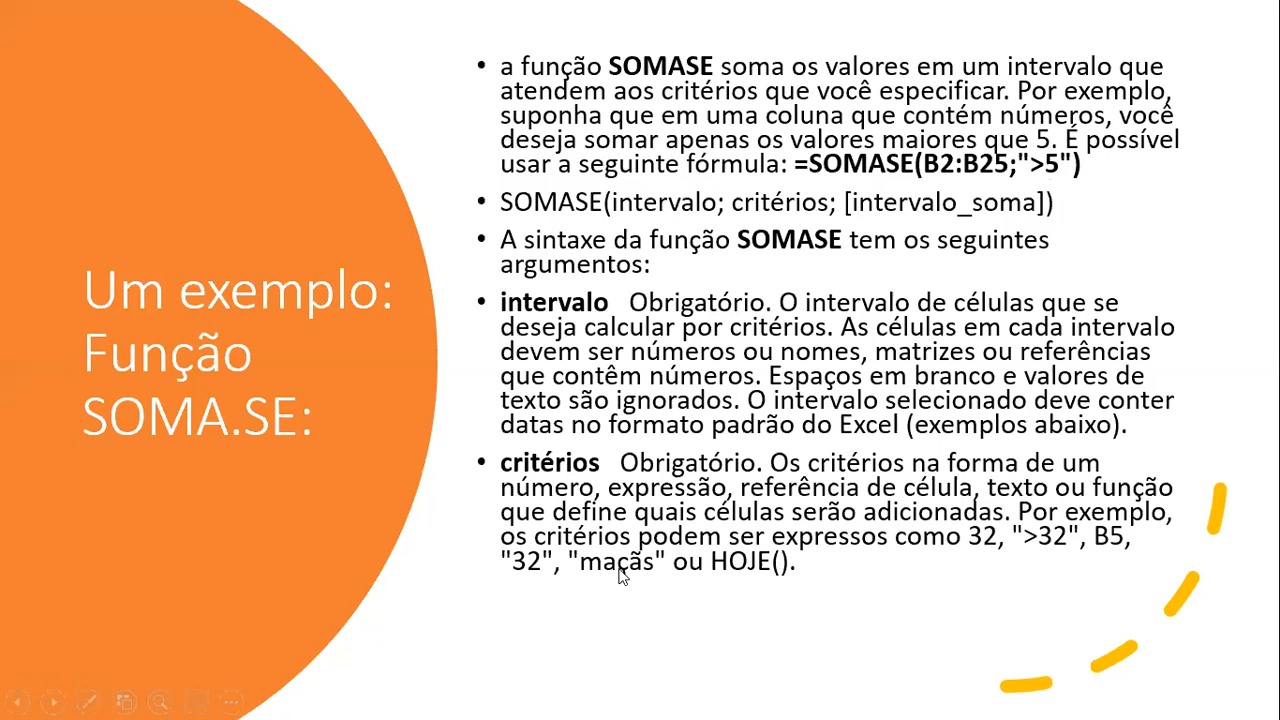 Um exemplo:
Função
SOMA.SE:
• a função SOMASE soma os valores em um intervalo que
atendem aos critérios que você especificar. Por exemplo,
suponha que em uma coluna que contém números, você
deseja somar apenas os valores maiores que 5. É possível
usar a seguinte fórmula: =SOMASE(B2:B25;">5")
• SOMASE(intervalo; critérios; [intervalo_soma])
• A sintaxe da função SOMASE tem os seguintes
argumentos:
• intervalo   Obrigatório. O intervalo de células que se
deseja calcular por critérios. As células em cada intervalo
devem ser números ou nomes, matrizes ou referências
que contêm números. Espaços em branco e valores de
texto são ignorados. O intervalo selecionado deve conter
datas no formato padrão do Excel (exemplos abaixo).
• critérios   Obrigatório. Os critérios na forma de um
número, expressão, referência de célula, texto ou função
que define quais células serão adicionadas. Por exemplo,
os critérios podem ser expressos como 32, ">32", B5,
"32", "maçãs" ou HOJE().